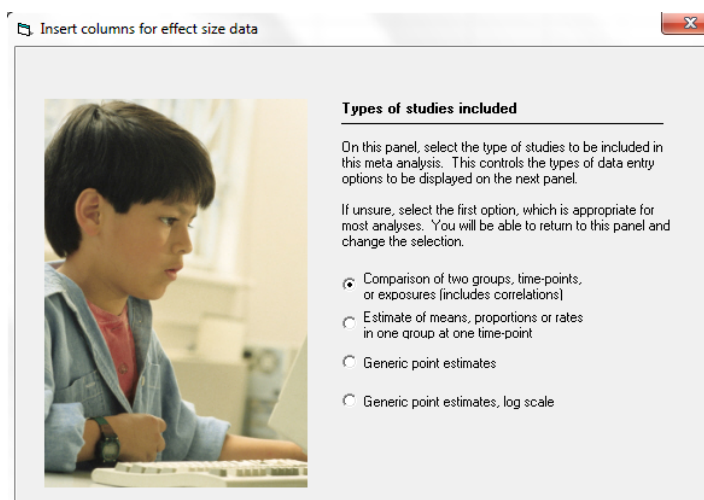 Insert columns for effect size data
Types of studies included
On this panel, select the type of studies to be included in
this meta analysis.  This controls the types of data entry
options to be displayed on the next panel.
If unsure, select the first option, which is appropriate for
most analyses.  You will be able to return to this panel and
change the selection.
Comparison of two groups, time-points,
or exposures (includes correlations)
Estimate of means, proportions or rates
in one group at one time-point
Generic point estimates
Generic point estimates, log scale